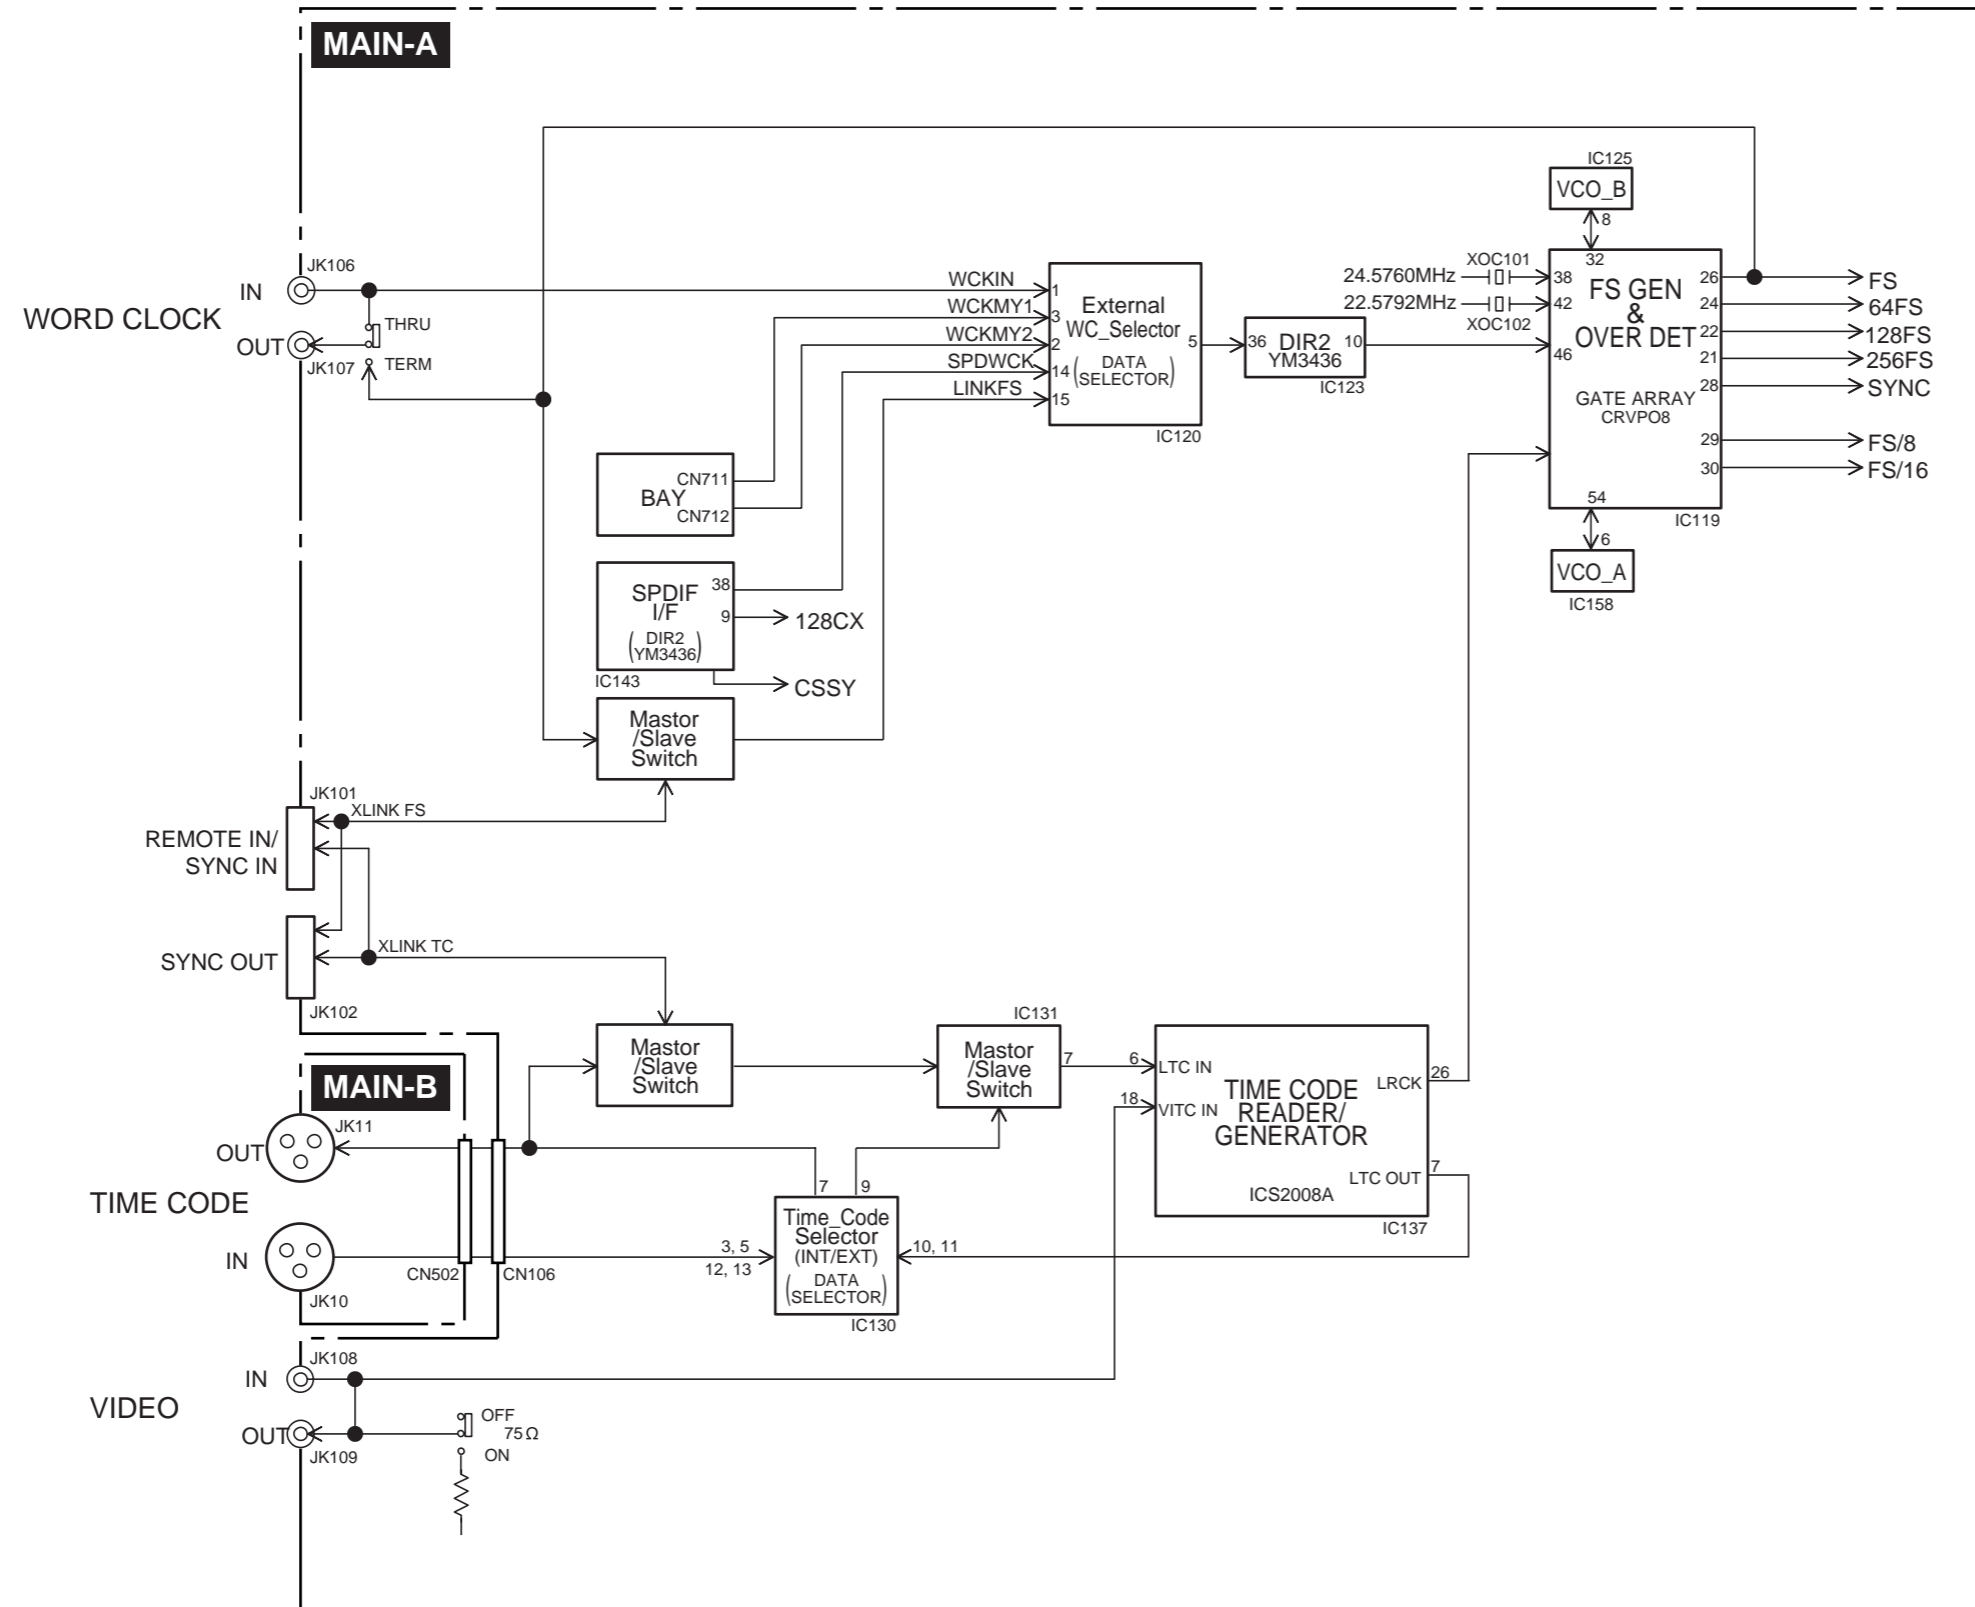 MAIN-A
IC125
VCO_B
8
JK106
IN
WORD CLOCK
OUT
JK107
THRU
TERM
WCKIN
1
WCKMY1
3
WCKMY2
2
SPDWCK
14
LINKFS
15
External
WC_Selector
(DATA
SELECTOR)
5
IC120
36
DIR2
YM3436
10
IC123
XOC101
24.5760MHz
38
22.5792MHz
42
XOC102
46
32
FS GEN
&
OVER DET
GATE ARRAY
CRVPO8
26
FS
24
64FS
22
128FS
21
256FS
28
SYNC
29
FS/8
30
FS/16
54
IC119
6
VCO_A
IC158
CN711
BAY
CN712
SPDIF
I/F
(DIR2
YM3436)
38
9
128CX
IC143
CSSY
Mastor
/Slave
Switch
JK101
XLINK FS
REMOTE IN/
SYNC IN
XLINK TC
SYNC OUT
JK102
Mastor
/Slave
Switch
IC131
Mastor
/Slave
Switch
7
6
LTC IN
18
VITC IN
TIME CODE
READER/
GENERATOR
LRCK
26
LTC OUT
7
ICS2008A
IC137
MAIN-B
JK11
OUT
TIME CODE
IN
JK10
CN502
CN106
7
9
3, 5
12, 13
Time_Code
Selector
(INT/EXT)
(DATA
SELECTOR)
10, 11
IC130
JK108
IN
VIDEO
OUT
JK109
OFF
75Ω
ON